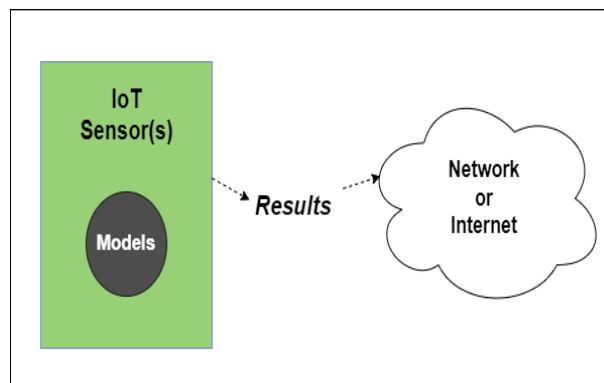 IoT
Sensor(s)
Models
Results
Network
or
Internet